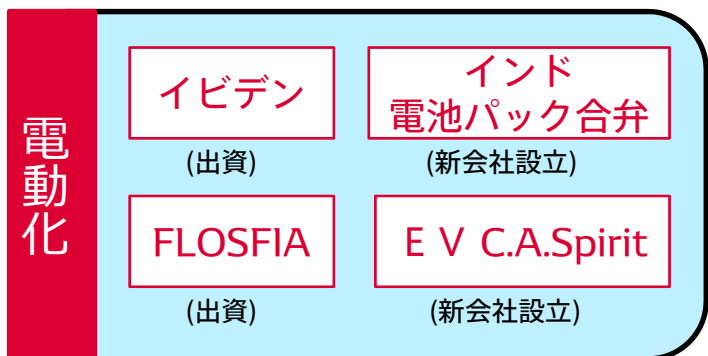 電動化
イビデン
インド
電池パック合弁
(出資)
(新会社設立)
FLOSFIA
ＥＶ C.A.Spirit
(出資)
(新会社設立)